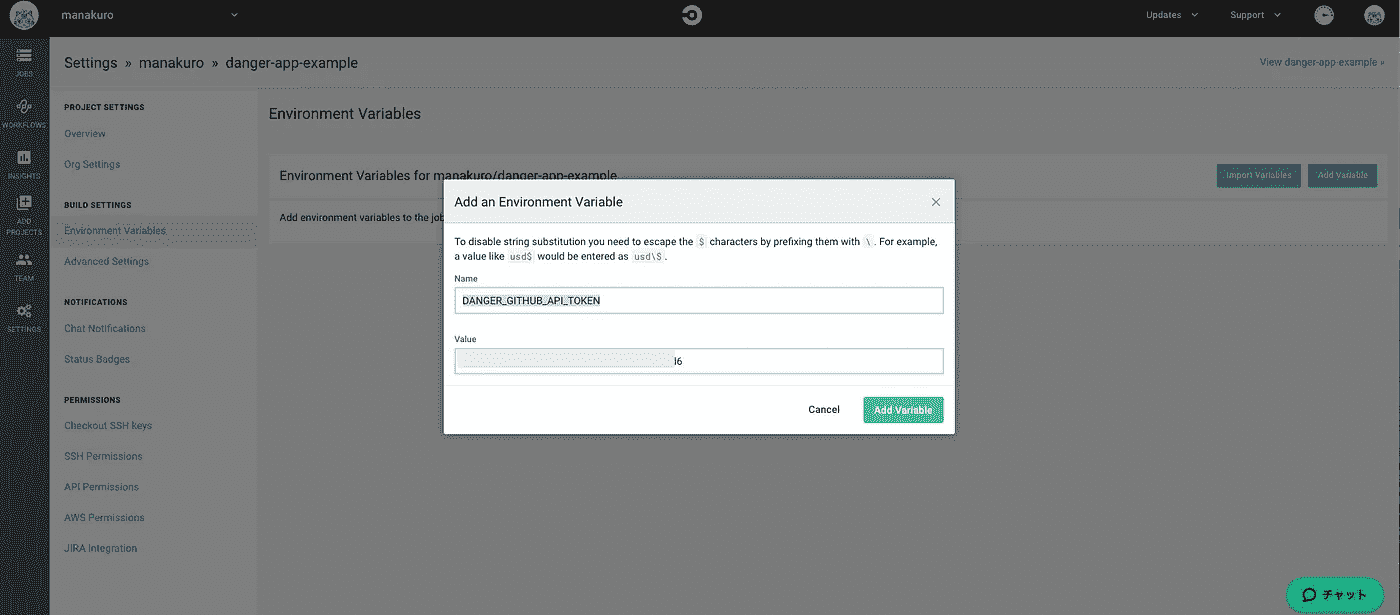 manakuro
Updates
Support
JOBS
WORKFLOWS
INSIGHTS
ADD
PROJECTS
TEAM
SETTINGS
Settings » manakuro » danger-app-example
View danger-app-example »
PROJECT SETTINGS
Overview
Org Settings
BUILD SETTINGS
Environment Variables
Advanced Settings
NOTIFICATIONS
Chat Notifications
Status Badges
PERMISSIONS
Checkout SSH keys
SSH Permissions
API Permissions
AWS Permissions
JIRA Integration
Environment Variables
Environment Variables for manakuro/danger-app-example
Import Variables
Add Variable
Add environment variables to the job
Add an Environment Variable
To disable string substitution you need to escape the $ characters by prefixing them with \. For example,
a value like usd$ would be entered as usd\$.
Name
DANGER_GITHUB_API_TOKEN
Value
6
Cancel
Add Variable
チャット